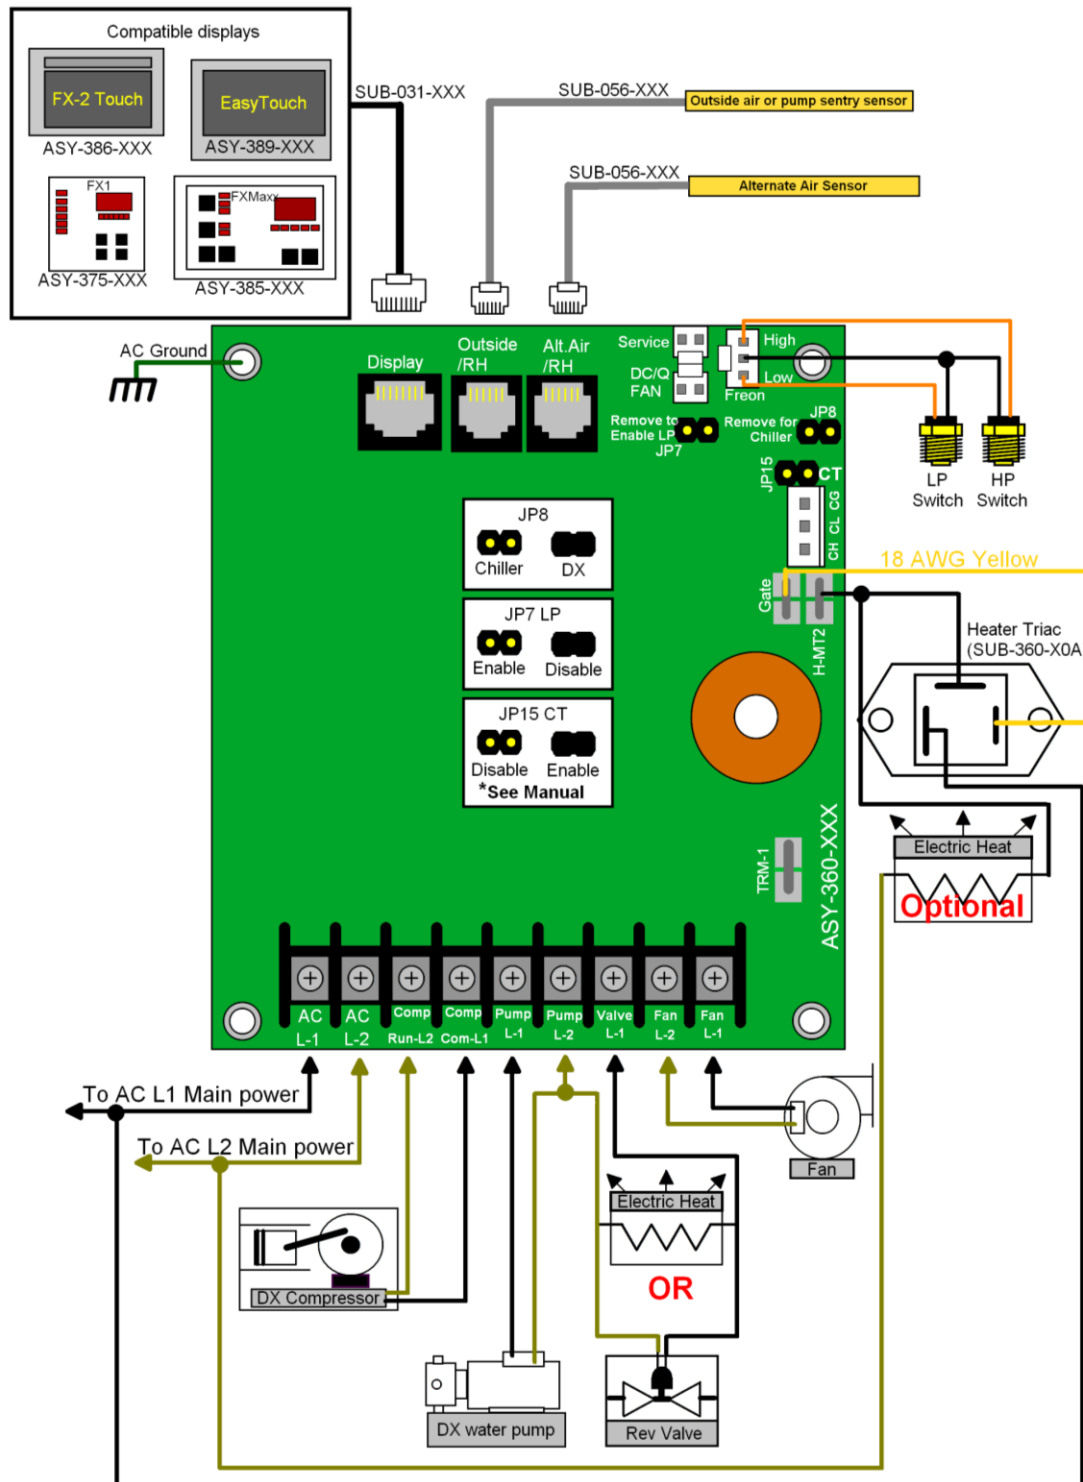 Compatible displays
FX-2 Touch
ASY-386-XXX
EasyTouch
ASY-389-XXX
FX1
ASY-375-XXX
FXMaxx
ASY-385-XXX
SUB-031-XXX
SUB-056-XXX
Outside air or pump sentry sensor
SUB-056-XXX
Alternate Air Sensor
AC Ground
Display
Outside
/RH
Alt.Air
/RH
Service
DC/Q
FAN
High
Low
Freon
Remove to
Enable LP
JP7
Remove for
Chiller
JP8
JP15
CT
CG
CL
CH
LP
Switch
HP
Switch
18 AWG Yellow
Gate
H-MT2
Heater Triac
(SUB-360-X0A
JP8
Chiller
DX
JP7 LP
Enable
Disable
JP15 CT
Disable
Enable
*See Manual
TRM-1
ASY-360-XXX
Electric Heat
Optional
AC
L-1
AC
L-2
Comp
Run-L2
Comp
Com-L1
Pump
L-1
Pump
L-2
Valve
L-1
Fan
L-2
Fan
L-1
To AC L1 Main power
To AC L2 Main power
Fan
Electric Heat
OR
DX Compressor
DX water pump
Rev Valve